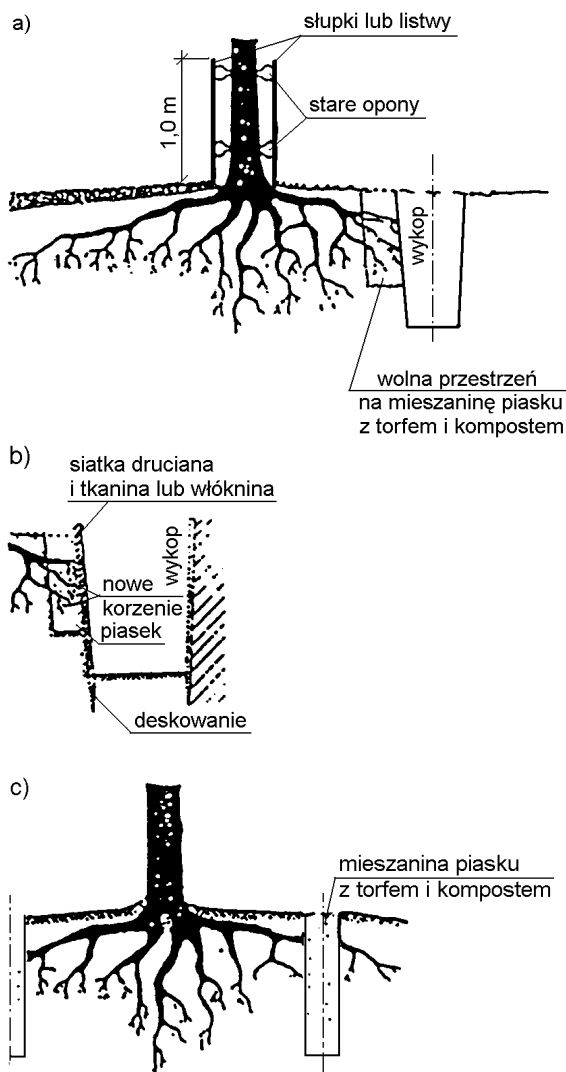 a)
słupki lub listwy
stare opony
1,0 m
wykop
wolna przestrzeń
na mieszaninę piasku
z torfem i kompostem
b)
siatka druciana
i tkanina lub włóknina
wykop
nowe
korzenie
piasek
deskowanie
c)
mieszanina piasku
z torfem i kompostem